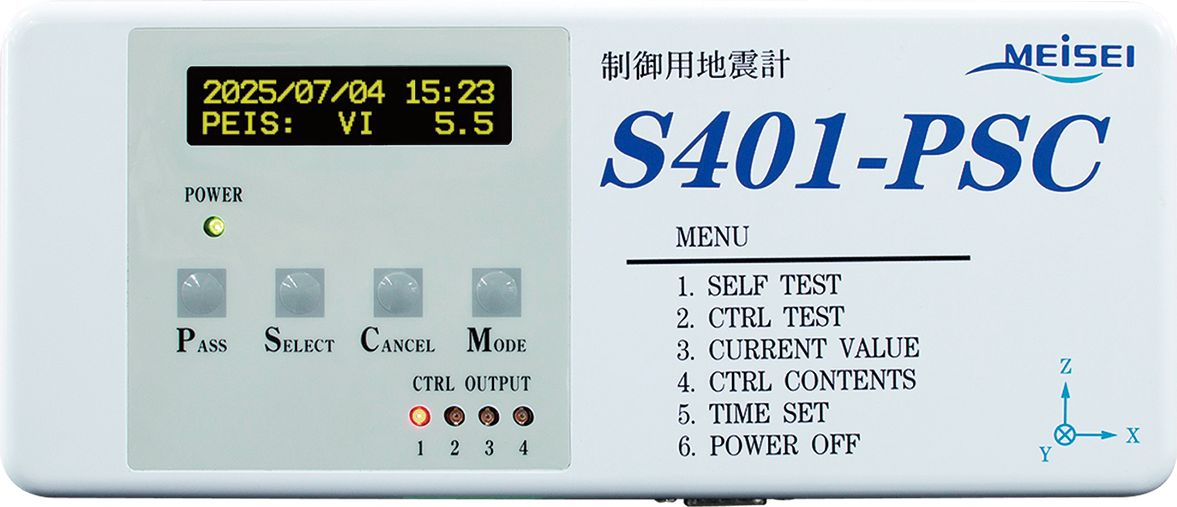 2025/07/04 15:23
PEIS: VI 5.5
POWER
PASS SELECT CANCEL MODE
CTRL OUTPUT
1 2 3 4
制御用地震計
MEiSEI
S401-PSC
MENU
1. SELF TEST
2. CTRL TEST
3. CURRENT VALUE
4. CTRL CONTENTS
5. TIME SET
6. POWER OFF
Z
Y X